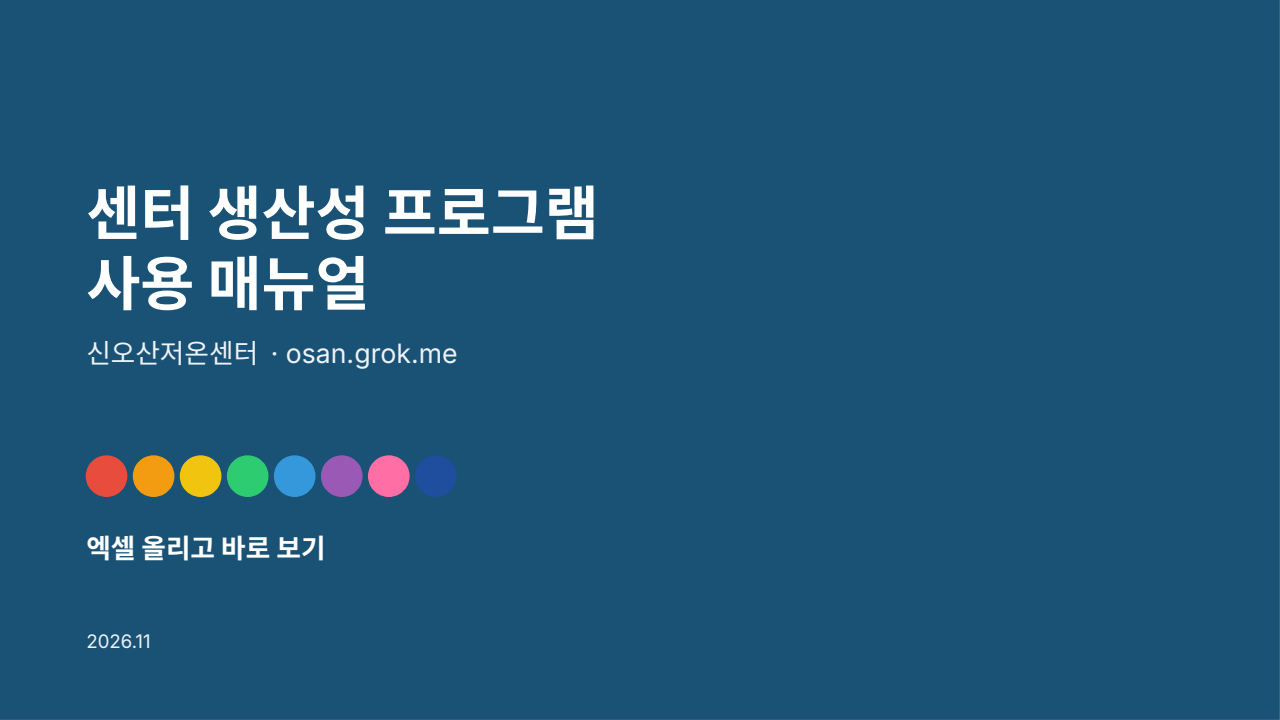 센터 생산성 프로그램
사용 매뉴얼
신오산저온센터 · osan.grok.me
엑셀 올리고 바로 보기
2026.11